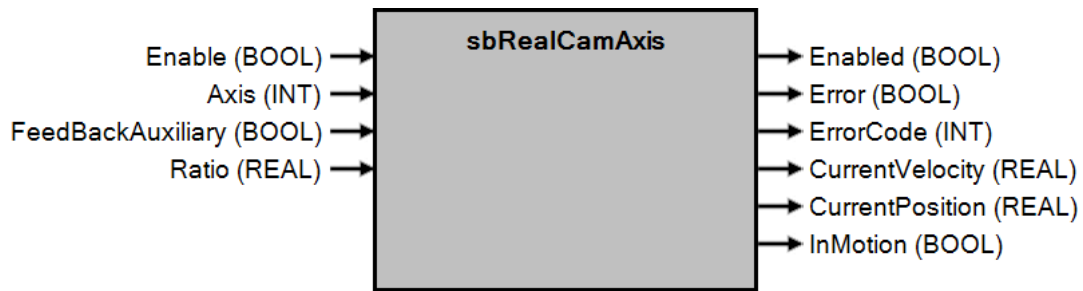 sbRealCamAxis
Enable (BOOL)
Axis (INT)
FeedBackAuxiliary (BOOL)
Ratio (REAL)
Enabled (BOOL)
Error (BOOL)
ErrorCode (INT)
CurrentVelocity (REAL)
CurrentPosition (REAL)
InMotion (BOOL)